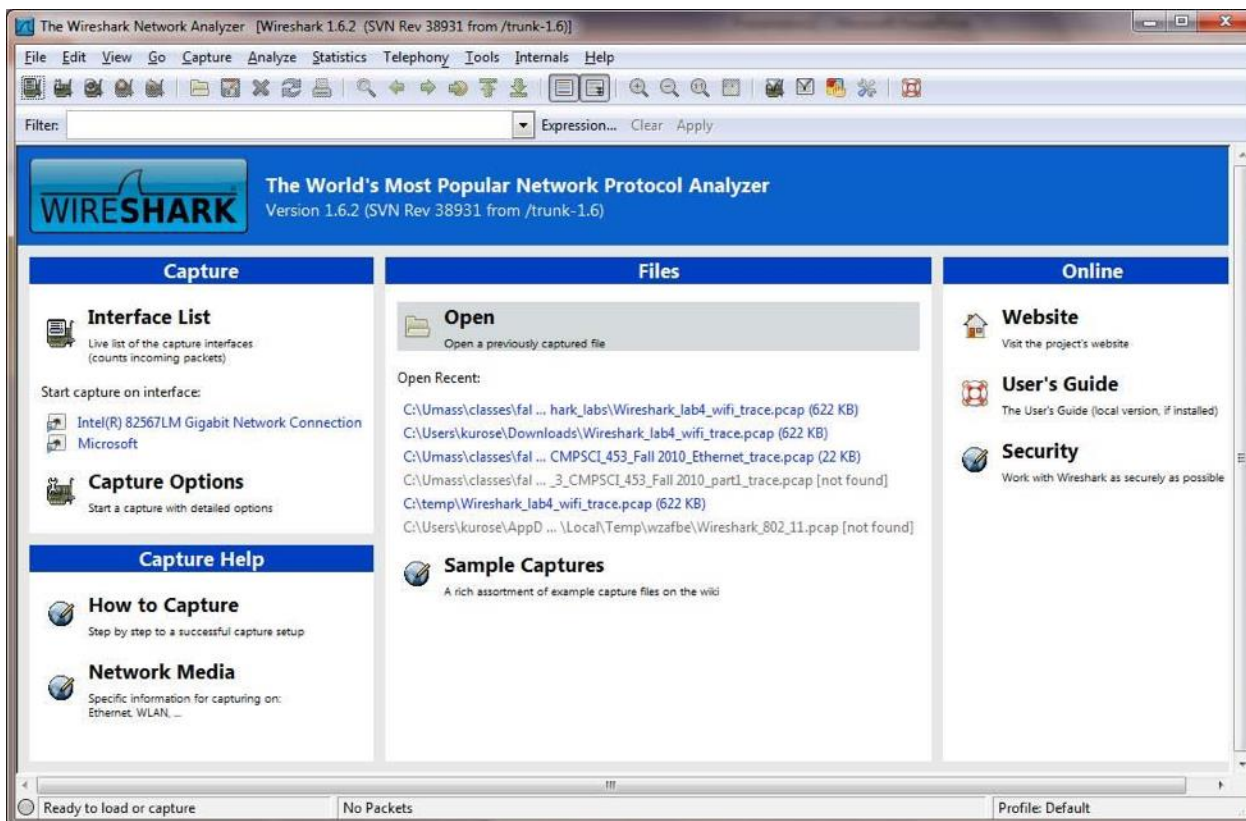 The Wireshark Network Analyzer [Wireshark 1.6.2 (SVN Rev 38931 from /trunk-1.6)]
File Edit View Go Capture Analyze Statistics Telephony Tools Internals Help
Filter: Expression... Clear Apply
WIRESHARK
The World's Most Popular Network Protocol Analyzer
Version 1.6.2 (SVN Rev 38931 from /trunk-1.6)
Capture
Interface List
Live list of the capture interfaces
(counts incoming packets)
Start capture on interface:
Intel(R) 82567LM Gigabit Network Connection
Microsoft
Capture Options
Start a capture with detailed options
Capture Help
How to Capture
Step by step to a successful capture setup
Network Media
Specific information for capturing on:
Ethernet, WLAN, ...
Files
Open
Open a previously captured file
Open Recent:
C:\Umass\classes\fal ... hark_labs\Wireshark_lab4_wifi_trace.pcap (622 KB)
C:\Users\kurose\Downloads\Wireshark_lab4_wifi_trace.pcap (622 KB)
C:\Umass\classes\fal ... CMPSCI_453_Fall 2010_Ethernet_trace.pcap (22 KB)
C:\Umass\classes\fal ... _3_CMPSCI_453_Fall 2010_part1_trace.pcap [not found]
C:\temp\Wireshark_lab4_wifi_trace.pcap (622 KB)
C:\Users\kurose\AppD ... \Local\Temp\wzafbe\Wireshark_802_11.pcap [not found]
Sample Captures
A rich assortment of example capture files on the wiki
Online
Website
Visit the project's website
User's Guide
The User's Guide (local version, if installed)
Security
Work with Wireshark as securely as possible
Ready to load or capture
No Packets
Profile: Default